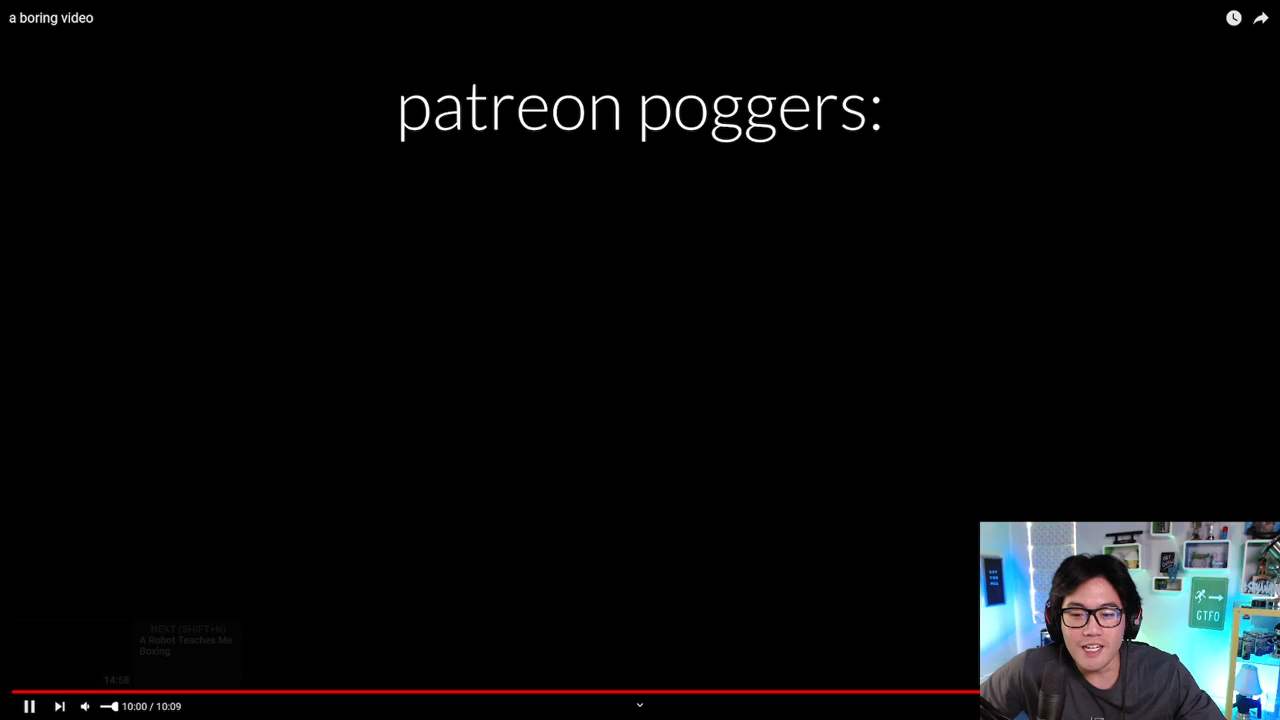 a boring video
patreon poggers:
NEXT (SHIFT+N)
A Robot Teaches Me
Boxing
14:58
10:00 / 10:09
GTFO